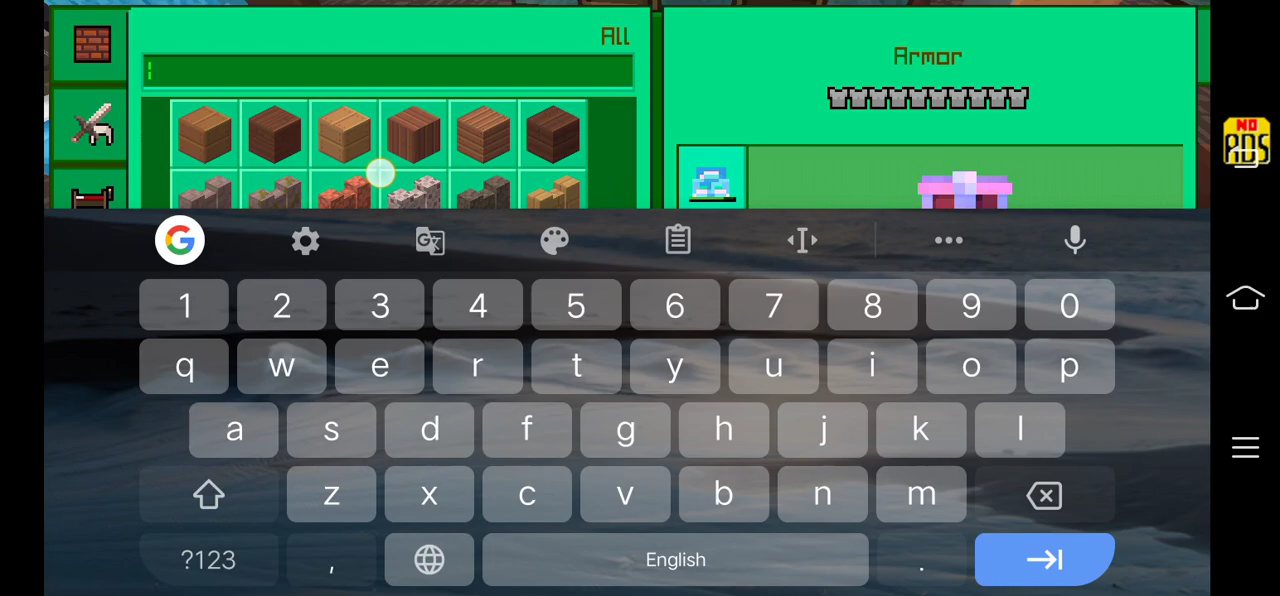 All
Armor
NO
ADS
1 2 3 4 5 6 7 8 9 0
q w e r t y u i o p
a s d f g h j k l
z x c v b n m
?123 , English .